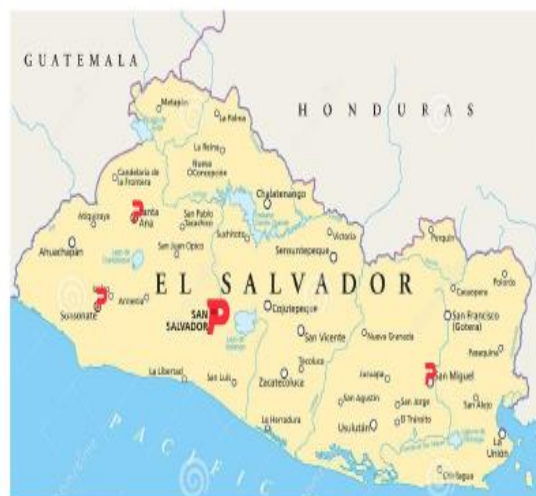 GUATEMALA
HONDURAS
Metapán
La Palma
La Reina
Nueva
Concepción
Candelaria de
la Frontera
Chalatenango
Santa
Ana
San Pablo
Tacachico
Atiquizaya
Suchitoto
Victoria
Perquín
Ahuachapán
San Juan Opico
Sensuntepeque
EL SALVADOR
Cacaopera
Polorós
Sonsonate
Armenia
SAN
SALVADOR
Cojutepeque
San Francisco
(Gotera)
San Vicente
Nueva Granada
Pasaquina
La Libertad
San Luis
Zacatecoluca
Tecoluca
Jucuapa
San Miguel
San Agustín
San Jorge
San Alejo
La Herradura
Usulután
El Tránsito
La
Unión
PACIFIC